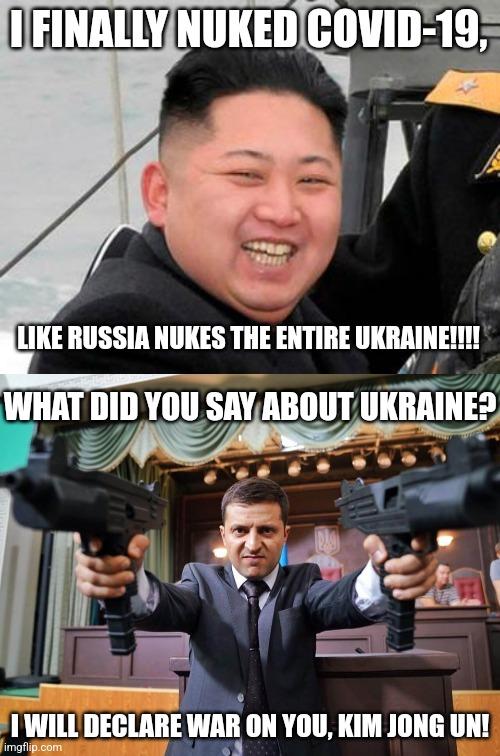 I FINALLY NUKED COVID-19,
LIKE RUSSIA NUKES THE ENTIRE UKRAINE!!!!
WHAT DID YOU SAY ABOUT UKRAINE?
I WILL DECLARE WAR ON YOU, KIM JONG UN!
imgflip.com